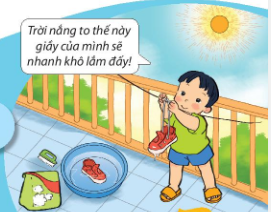 Trời nắng to thế này
giầy của mình sẽ
nhanh khô lắm đấy!